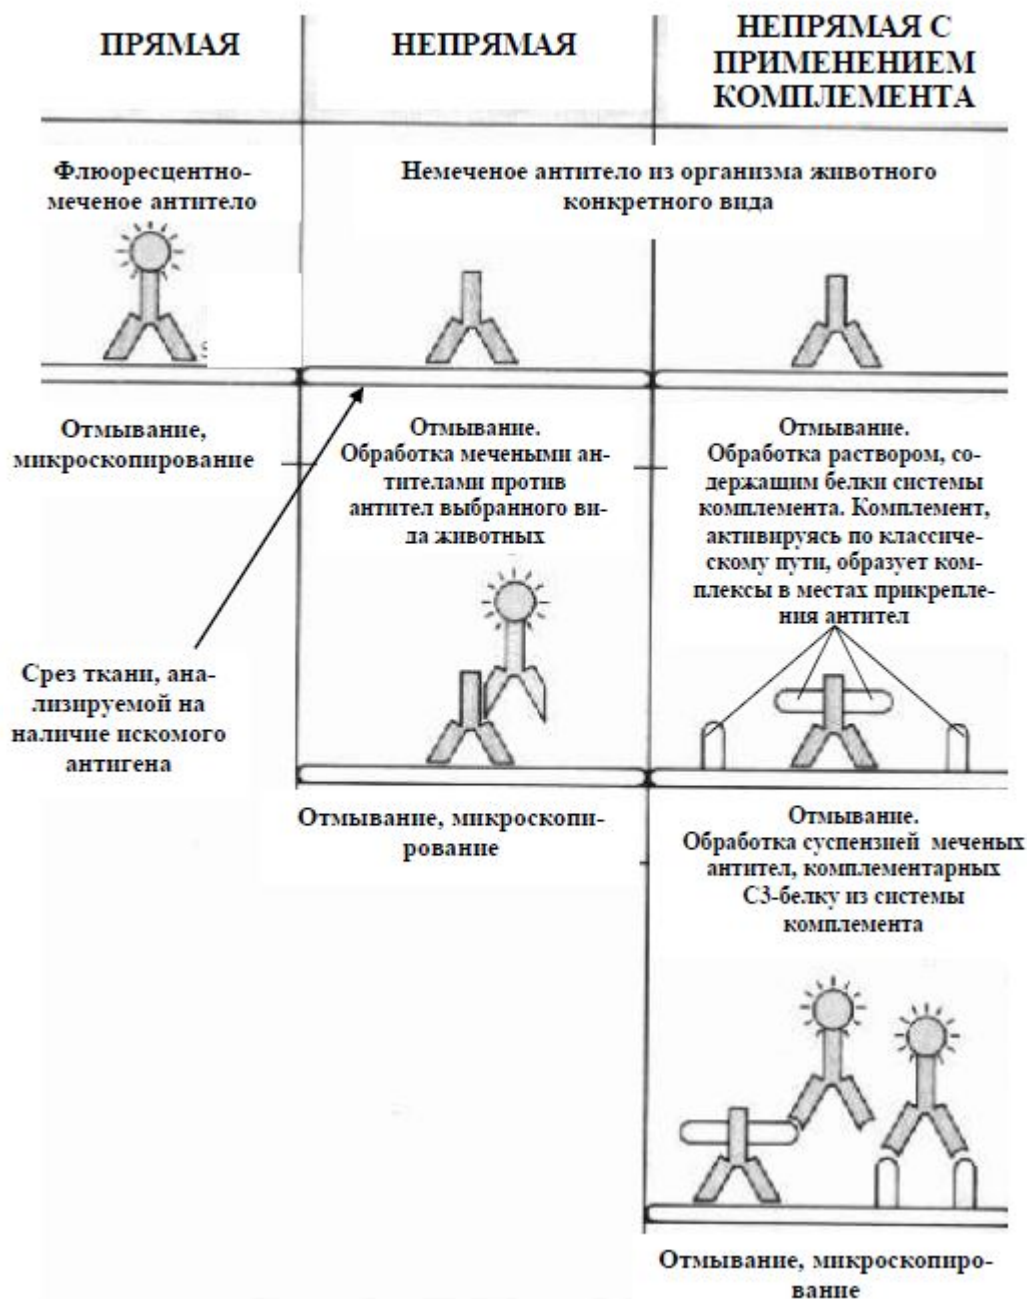 ПРЯМАЯ
НЕПРЯМАЯ
НЕПРЯМАЯ С
ПРИМЕНЕНИЕМ
КОМПЛЕМЕНТА
Флюоресцентно-
меченое антитело
Немеченое антитело из организма животного
конкретного вида
Отмывание,
микроскопирование
Отмывание.
Обработка мечеными ан-
тителами против
антител выбранного ви-
да животных
Отмывание.
Обработка раствором, со-
держащим белки системы
комплемента. Комплемент,
активируясь по классиче-
скому пути, образует ком-
плексы в местах прикрепле-
ния антител
Срез ткани, ана-
лизируемой на
наличие искомого
антигена
Отмывание, микроскопи-
рование
Отмывание.
Обработка суспензией меченых
антител, комплементарных
С3-белку из системы
комплемента
Отмывание, микроскопиро-
вание